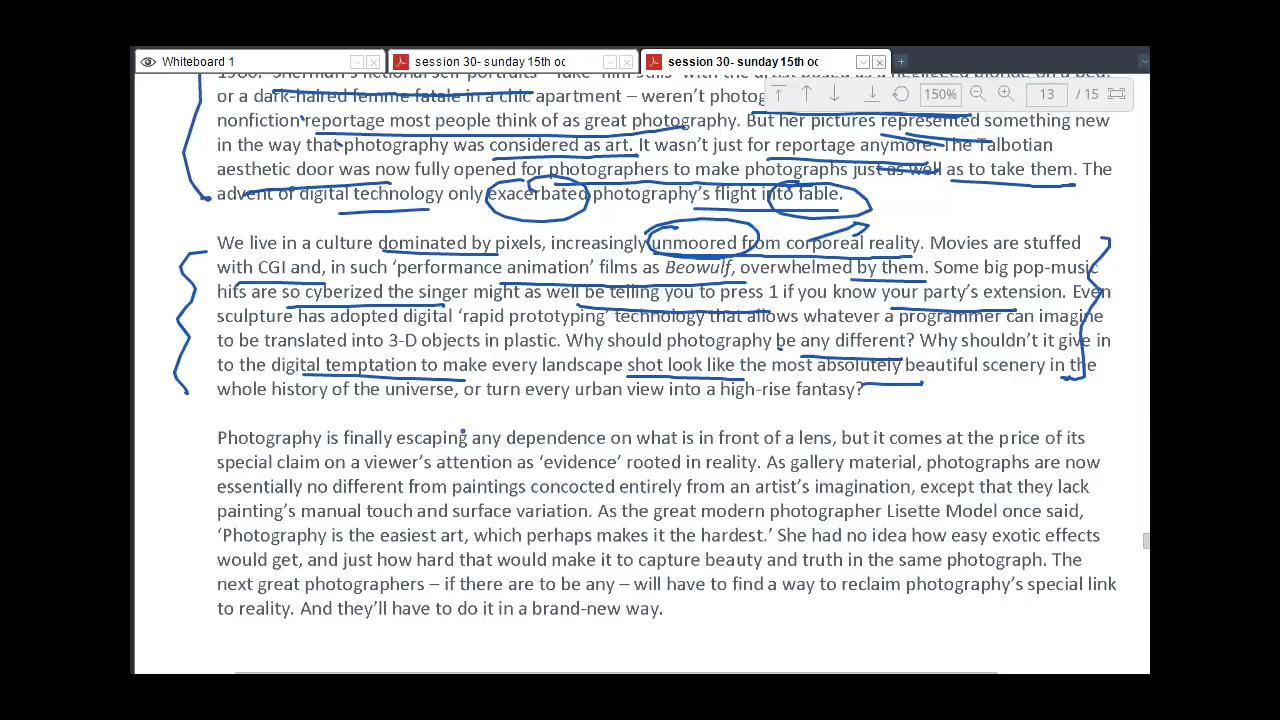 Whiteboard 1
session 30- sunday 15th oc
session 30- sunday 15th oc
150%
13
/ 15
1980. Sherman's fictional self-portraits – fake film stills with the artist
or a dark-haired femme fatale in a chic apartment – weren't
nonfiction reportage most people think of as great photography. But her pictures represented something new
in the way that photography was considered as art. It wasn't just for reportage anymore. The Talbotian
aesthetic door was now fully opened for photographers to make photographs just as well as to take them. The
advent of digital technology only exacerbated photography's flight into fable.
We live in a culture dominated by pixels, increasingly unmoored from corporeal reality. Movies are stuffed
with CGI and, in such 'performance animation' films as Beowulf, overwhelmed by them. Some big pop-music
hits are so cyberized the singer might as well be telling you to press 1 if you know your party's extension. Even
sculpture has adopted digital 'rapid prototyping' technology that allows whatever a programmer can imagine
to be translated into 3-D objects in plastic. Why should photography be any different? Why shouldn't it give in
to the digital temptation to make every landscape shot look like the most absolutely beautiful scenery in the
whole history of the universe, or turn every urban view into a high-rise fantasy?
Photography is finally escaping any dependence on what is in front of a lens, but it comes at the price of its
special claim on a viewer's attention as 'evidence' rooted in reality. As gallery material, photographs are now
essentially no different from paintings concocted entirely from an artist's imagination, except that they lack
painting's manual touch and surface variation. As the great modern photographer Lisette Model once said,
'Photography is the easiest art, which perhaps makes it the hardest.' She had no idea how easy exotic effects
would get, and just how hard that would make it to capture beauty and truth in the same photograph. The
next great photographers – if there are to be any – will have to find a way to reclaim photography's special link
to reality. And they'll have to do it in a brand-new way.